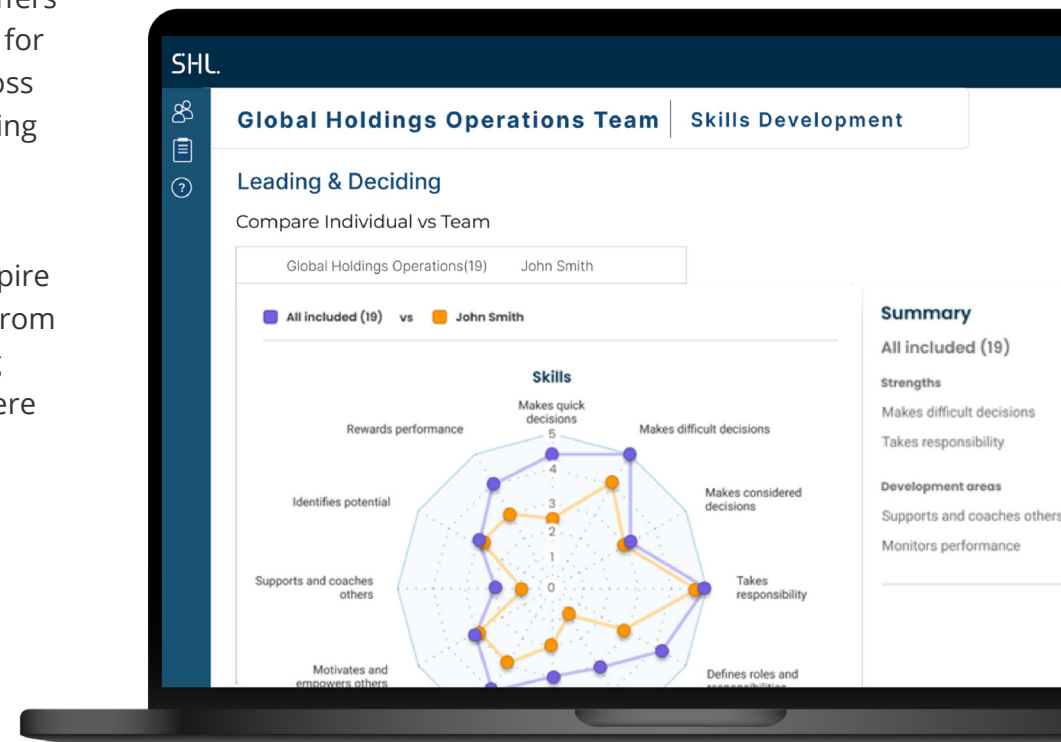 for
SHL.
Global Holdings Operations Team
Skills Development
Leading & Deciding
Compare Individual vs Team
Global Holdings Operations(19)
John Smith
All included (19) vs John Smith
Skills
Makes quick
decisions
Rewards performance
Makes difficult decisions
Identifies potential
Makes considered
decisions
Supports and coaches
others
Takes
responsibility
Motivates and
empowers others
Defines roles and
responsibilities
5
4
3
2
1
0
Summary
All included (19)
Strengths
Makes difficult decisions
Takes responsibility
Development areas
Supports and coaches others
Monitors performance